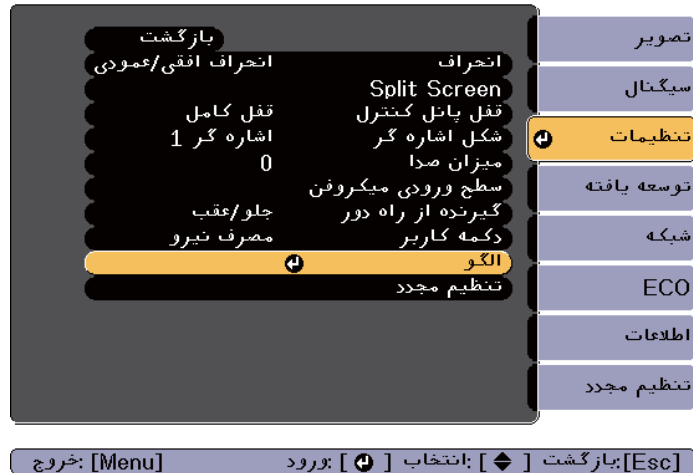 تصویر
سیگنال
تنظیمات
توسعه یافته
شبکه
ECO
اطلاعات
تنظیم مجدد
بازگشت
انحراف انحراف افقی/عمودی
Split Screen
قفل پانل کنترل قفل کامل
شکل اشاره گر اشاره گر 1
میزان صدا 0
سطح ورودی میکروفن
گیرنده از راه دور جلو/عقب
دکمه کاربر مصرف نیرو
الگو
تنظیم مجدد
[Esc]:بازگشت [ ] :انتخاب [ ] :ورود [Menu] :خروج